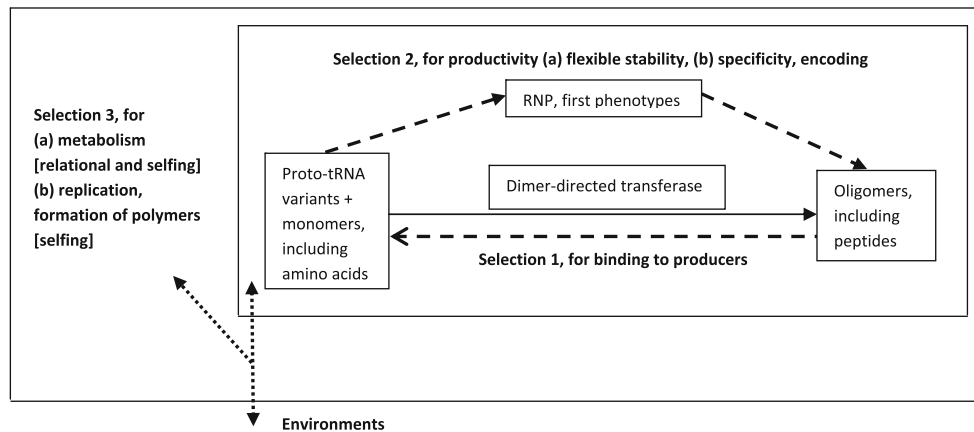 Selection 2, for productivity (a) flexible stability, (b) specificity, encoding
RNP, first phenotypes
Selection 3, for
(a) metabolism
[relational and selfing]
(b) replication,
formation of polymers
[selfing]
Proto-tRNA
variants +
monomers,
including
amino acids
Dimer-directed transferase
Oligomers,
including
peptides
Selection 1, for binding to producers
Environments